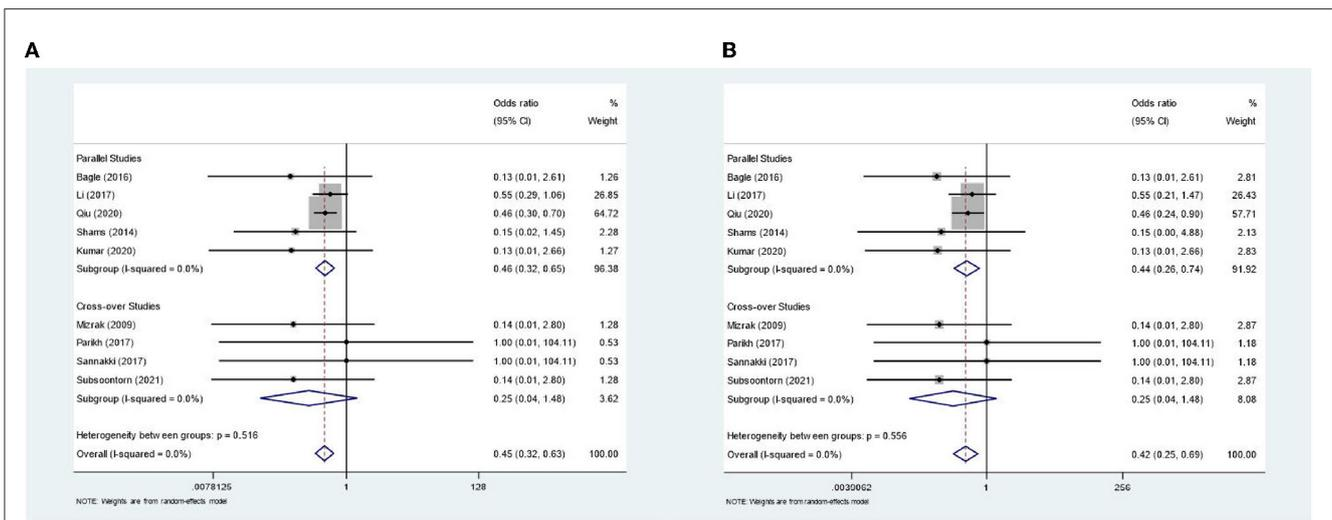 A
Odds ratio %
(95% CI) Weight
Parallel Studies
Bagle (2016) 0.13 (0.01, 2.61) 1.26
Li (2017) 0.55 (0.29, 1.06) 26.85
Qiu (2020) 0.46 (0.30, 0.70) 64.72
Shams (2014) 0.15 (0.02, 1.45) 2.28
Kumar (2020) 0.13 (0.01, 2.66) 1.27
Subgroup (I-squared = 0.0%) 0.46 (0.32, 0.65) 96.38
Cross-over Studies
Mizrak (2009) 0.14 (0.01, 2.80) 1.28
Parikh (2017) 1.00 (0.01, 104.11) 0.53
Sannakki (2017) 1.00 (0.01, 104.11) 0.53
Subsoontorn (2021) 0.14 (0.01, 2.80) 1.28
Subgroup (I-squared = 0.0%) 0.25 (0.04, 1.48) 3.62
Heterogeneity between groups: p = 0.516
Overall (I-squared = 0.0%) 0.45 (0.32, 0.63) 100.00
.0078125 1 128
NOTE: Weights are from random-effects model
B
Odds ratio %
(95% CI) Weight
Parallel Studies
Bagle (2016) 0.13 (0.01, 2.61) 2.81
Li (2017) 0.55 (0.21, 1.47) 26.43
Qiu (2020) 0.46 (0.24, 0.90) 57.71
Shams (2014) 0.15 (0.00, 4.88) 2.13
Kumar (2020) 0.13 (0.01, 2.66) 2.83
Subgroup (I-squared = 0.0%) 0.44 (0.26, 0.74) 91.92
Cross-over Studies
Mizrak (2009) 0.14 (0.01, 2.80) 2.87
Parikh (2017) 1.00 (0.01, 104.11) 1.18
Sannakki (2017) 1.00 (0.01, 104.11) 1.18
Subsoontorn (2021) 0.14 (0.01, 2.80) 2.87
Subgroup (I-squared = 0.0%) 0.25 (0.04, 1.48) 8.08
Heterogeneity between groups: p = 0.556
Overall (I-squared = 0.0%) 0.42 (0.25, 0.69) 100.00
.0039062 1 256
NOTE: Weights are from random-effects model